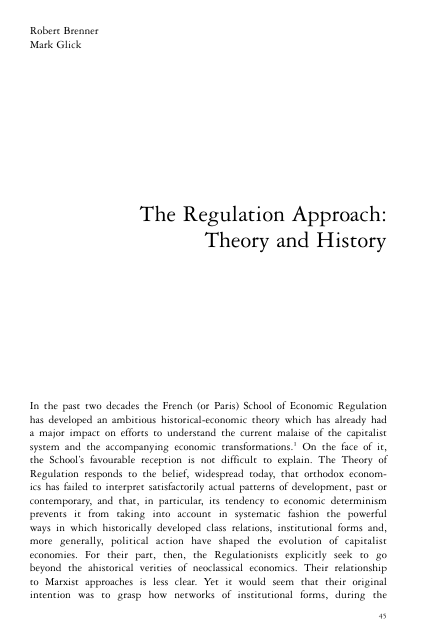 Robert Brenner
Mark Glick
The Regulation Approach:
Theory and History
In the past two decades the French (or Paris) School of Economic Regulation
has developed an ambitious historical-economic theory which has already had
a major impact on efforts to understand the current malaise of the capitalist
system and the accompanying economic transformations.¹ On the face of it,
the School's favourable reception is not difficult to explain. The Theory of
Regulation responds to the belief, widespread today, that orthodox econom-
ics has failed to interpret satisfactorily actual patterns of development, past or
contemporary, and that, in particular, its tendency to economic determinism
prevents it from taking into account in systematic fashion the powerful
ways in which historically developed class relations, institutional forms and,
more generally, political action have shaped the evolution of capitalist
economies. For their part, then, the Regulationists explicitly seek to go
beyond the ahistorical verities of neoclassical economics. Their relationship
to Marxist approaches is less clear. Yet it would seem that their original
intention was to grasp how networks of institutional forms, during the
45